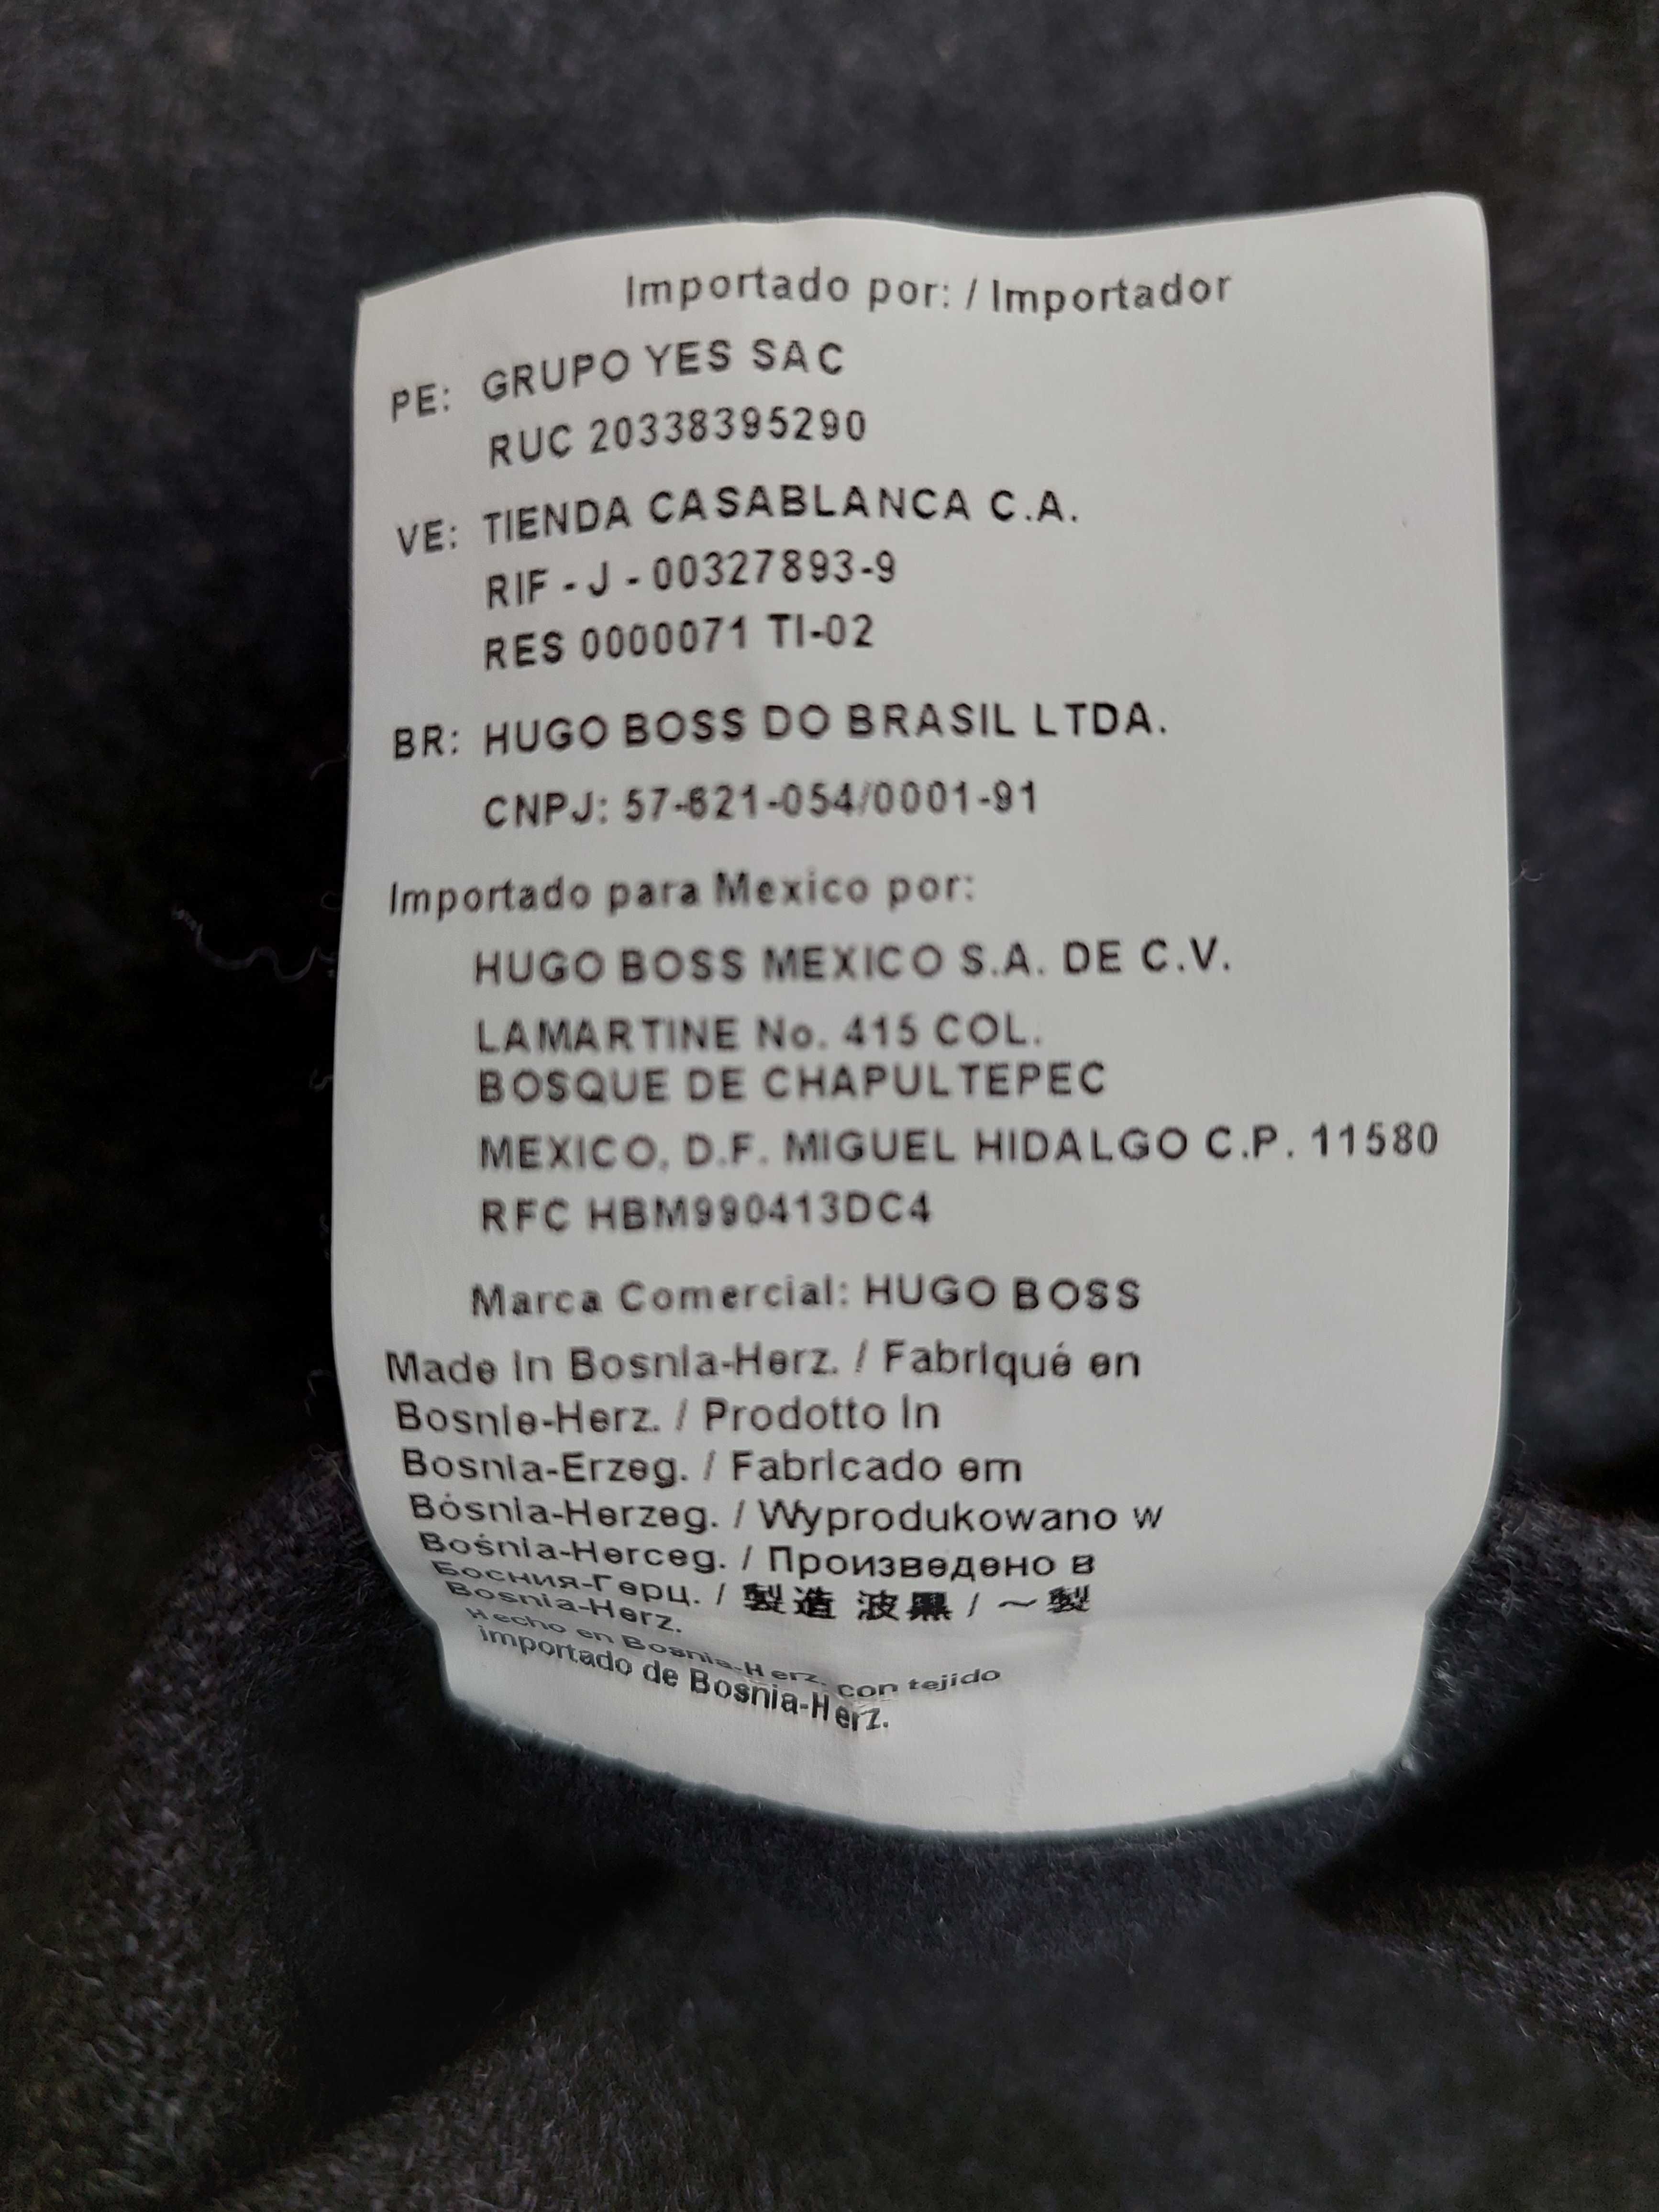 Importado por: / Importador
PE: GRUPO YES SAC
RUC 20338395290
VE: TIENDA CASABLANCA C.A.
RIF - J - 00327893-9
RES 0000071 TI-02
BR: HUGO BOSS DO BRASIL LTDA.
CNPJ: 57-621-054/0001-91
Importado para Mexico por:
HUGO BOSS MEXICO S.A. DE C.V.
LAMARTINE No. 415 COL.
BOSQUE DE CHAPULTEPEC
MEXICO, D.F. MIGUEL HIDALGO C.P. 11580
RFC HBM990413DC4
Marca Comercial: HUGO BOSS
Made in Bosnia-Herz. / Fabriqué en
Bosnie-Herz. / Prodotto in
Bosnia-Erzeg. / Fabricado em
Bósnia-Herzeg. / Wyprodukowano w
Bośnia-Herceg. / Произведено в
Босния-Герц. / 製造 波黑 / ～製
Bosnia-Herz.
Hecho en Bosnia-Herz. con tejido
importado de Bosnia-Herz.